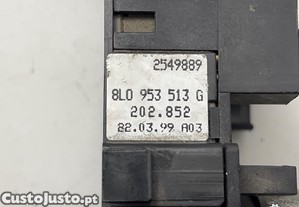 2549889
8L0 953 513 G
202.852
22.03.99 A03
CustoJusto.pt